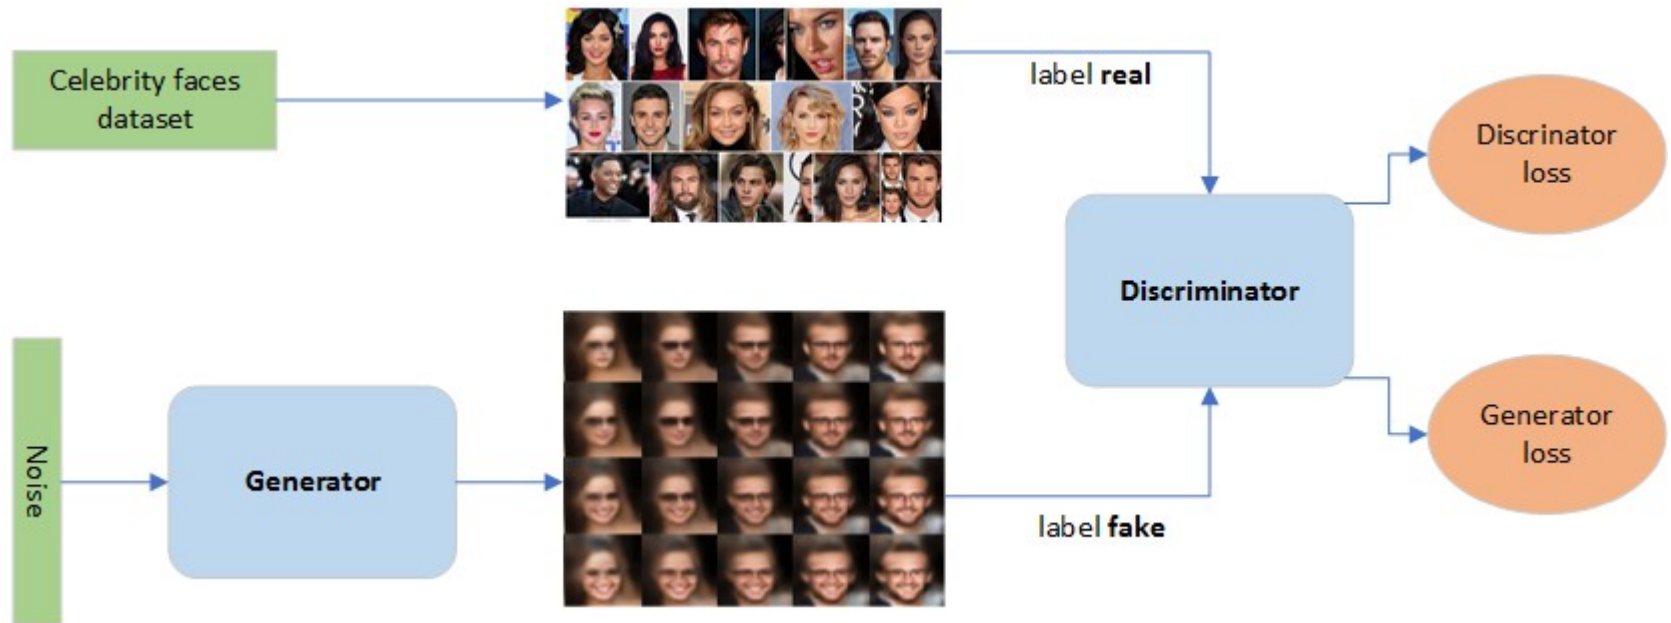 Celebrity faces
dataset
label real
Discrinator
loss
Discriminator
Noise
Generator
Generator
loss
label fake